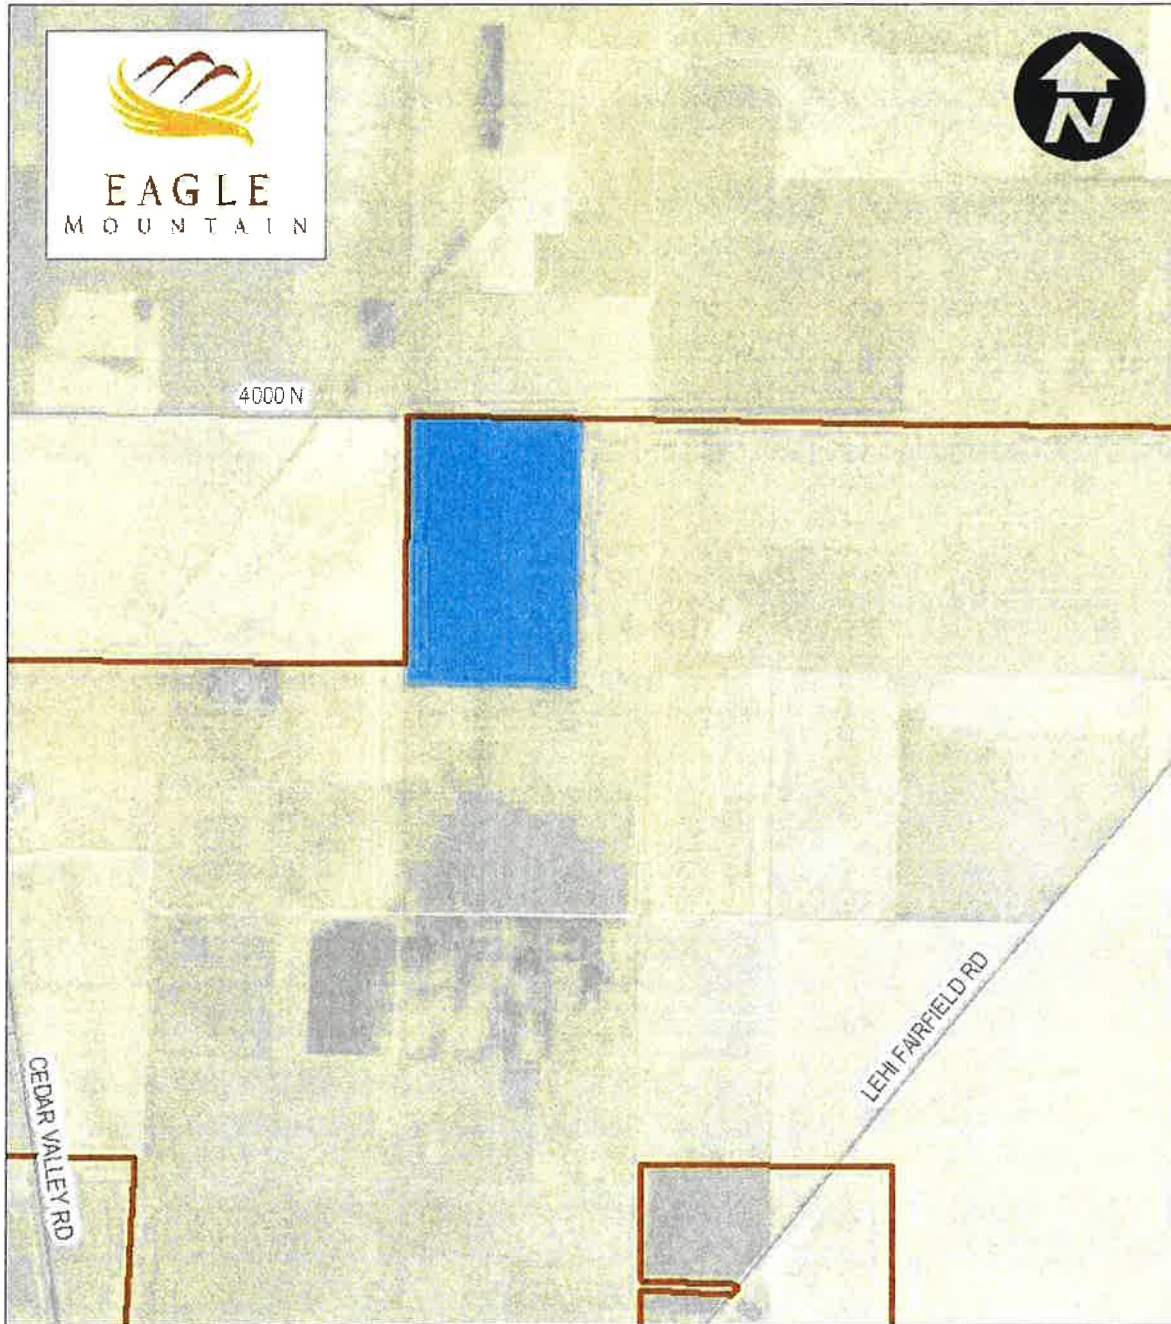 EAGLE
MOUNTAIN
N
4000 N
LEHI FAIRFIELD RD
CEDAR VALLEY RD